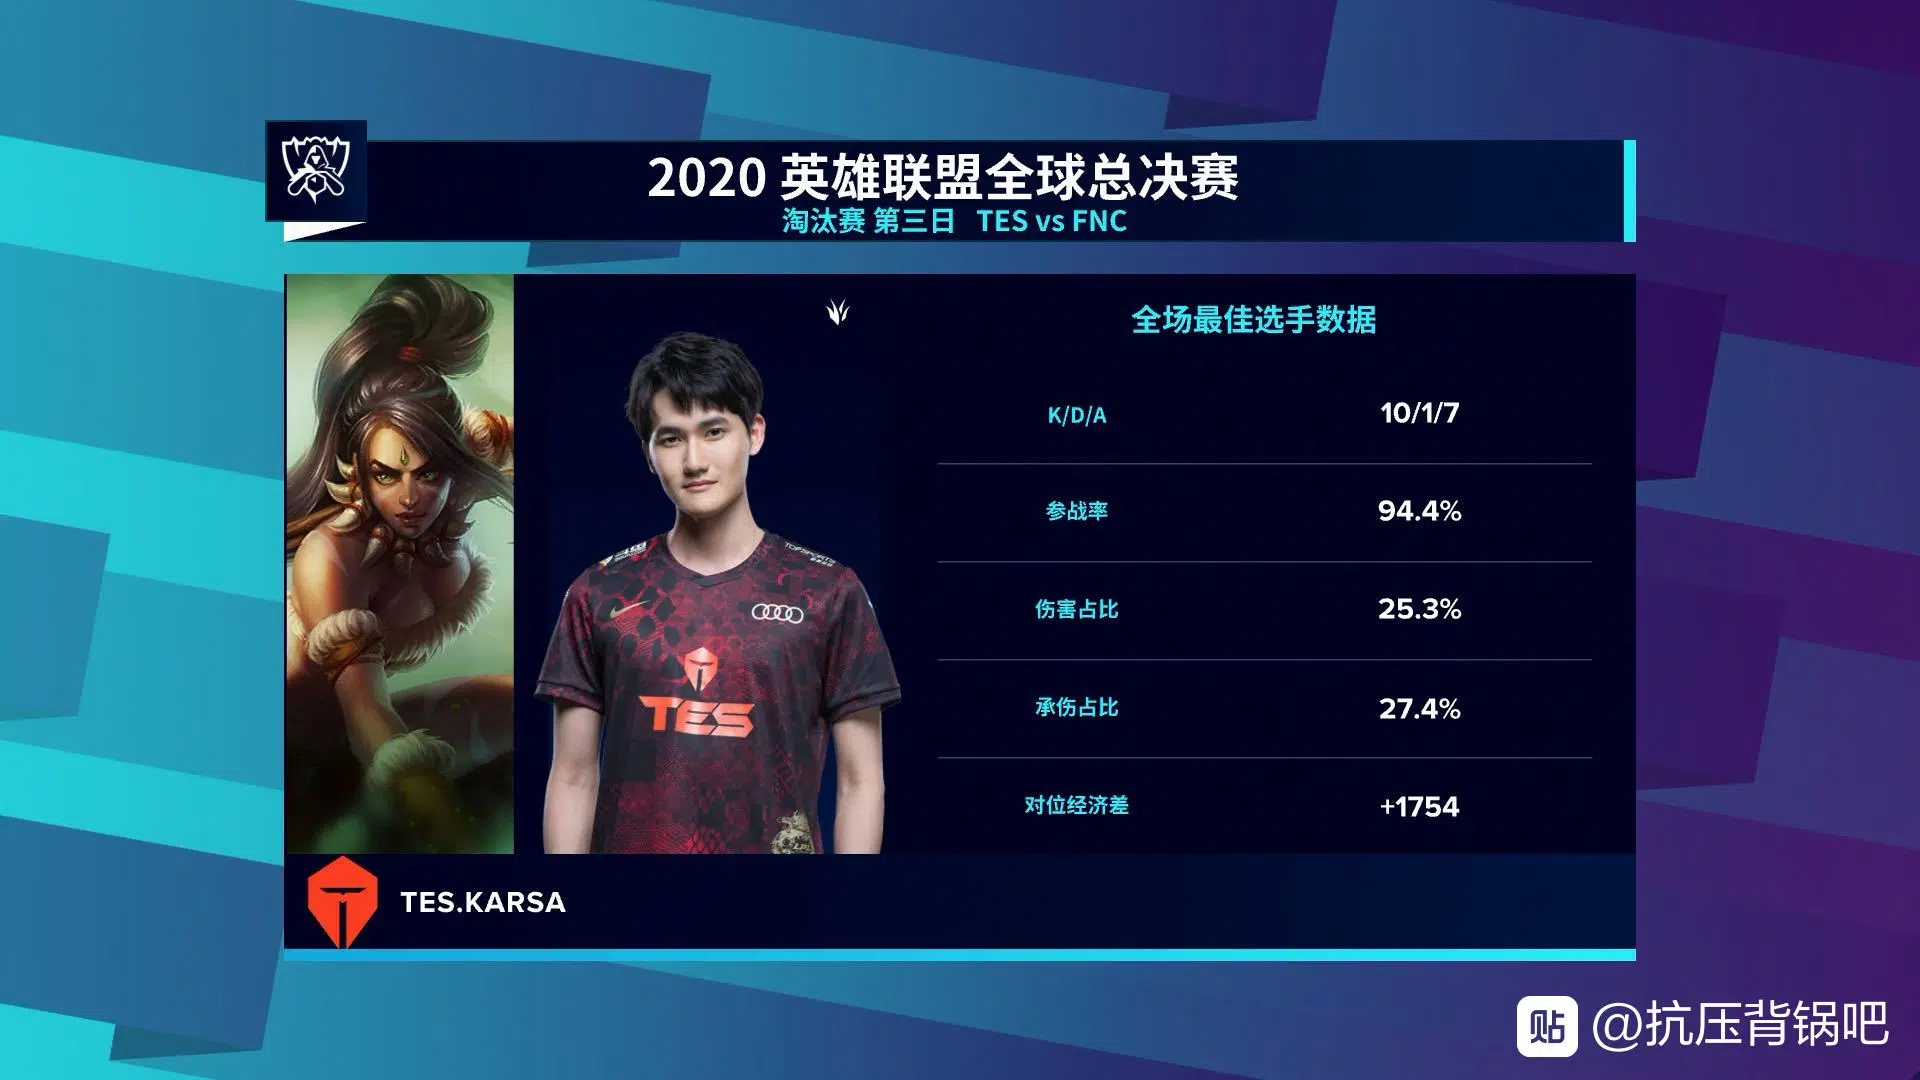 2020 英雄联盟全球总决赛
淘汰赛 第三日 TES vs FNC
全场最佳选手数据
K/D/A 10/1/7
参战率 94.4%
伤害占比 25.3%
承伤占比 27.4%
对位经济差 +1754
TOPSPORTS
TES
LPL
TES.KARSA
贴 @抗压背锅吧